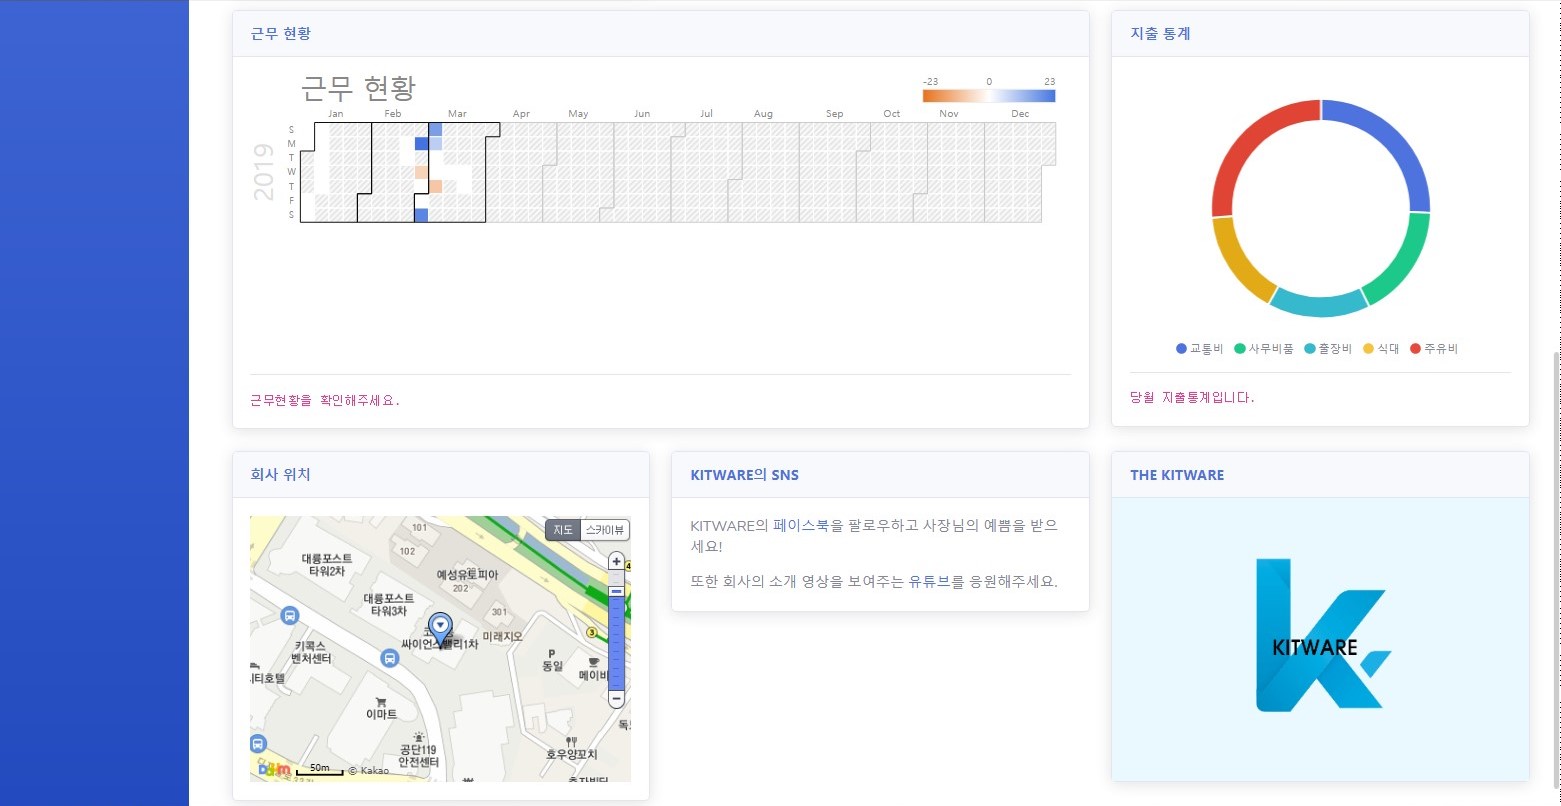 근무 현황
근무 현황
-23 0 23
Jan Feb Mar Apr May Jun Jul Aug Sep Oct Nov Dec
2019
S
M
T
W
T
F
S
근무현황을 확인해주세요.
지출 통계
교통비 사무비품 출장비 식대 주유비
당월 지출통계입니다.
회사 위치
지도 스카이뷰
101
102
대륭포스트
타워2차
예성유토피아
202
대륭포스트
타워3차
301
싸이언스밸리1차
미래지오
3
4
키콕스
벤처센터
P
동일
메이비
티호텔
이마트
공단119
안전센터
호우양꼬치
50m
© Kakao
KITWARE의 SNS
KITWARE의 페이스북을 팔로우하고 사장님의 예쁨을 받으
세요!
또한 회사의 소개 영상을 보여주는 유튜브를 응원해주세요.
THE KITWARE
KITWARE